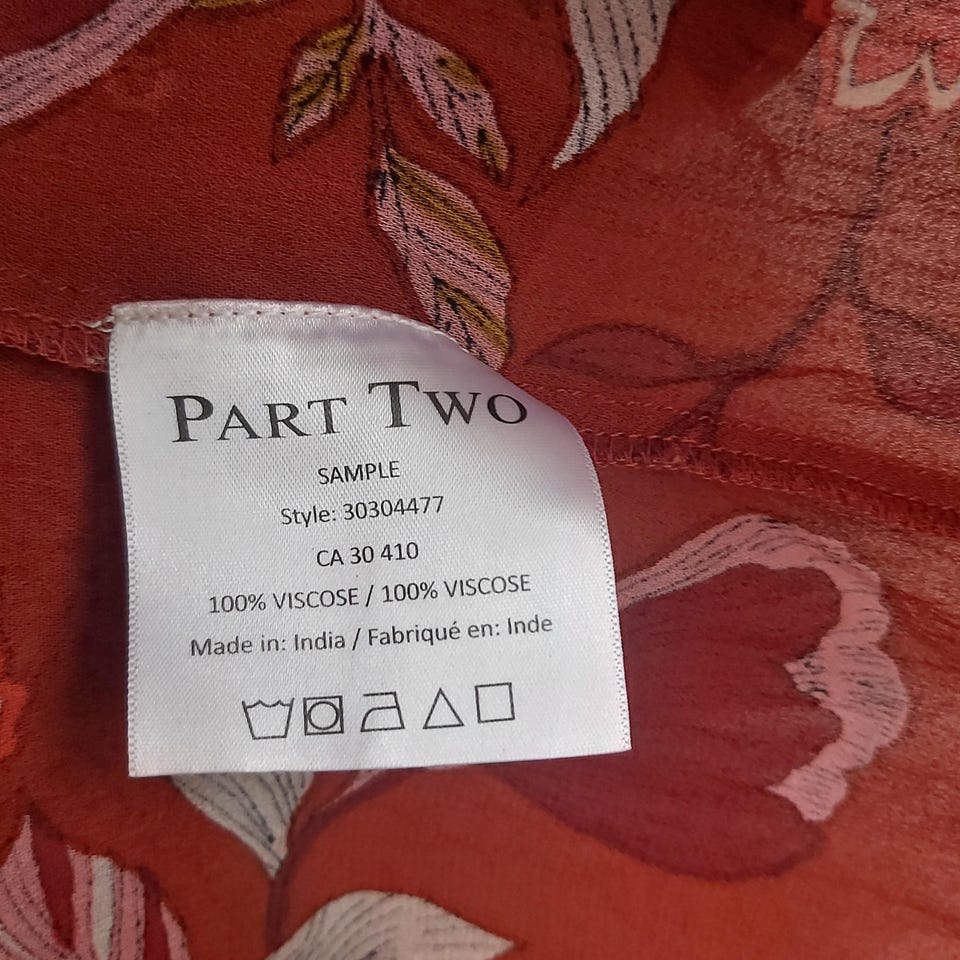 PART TWO
SAMPLE
Style: 30304477
CA 30 410
100% VISCOSE / 100% VISCOSE
Made in: India / Fabriqué en: Inde